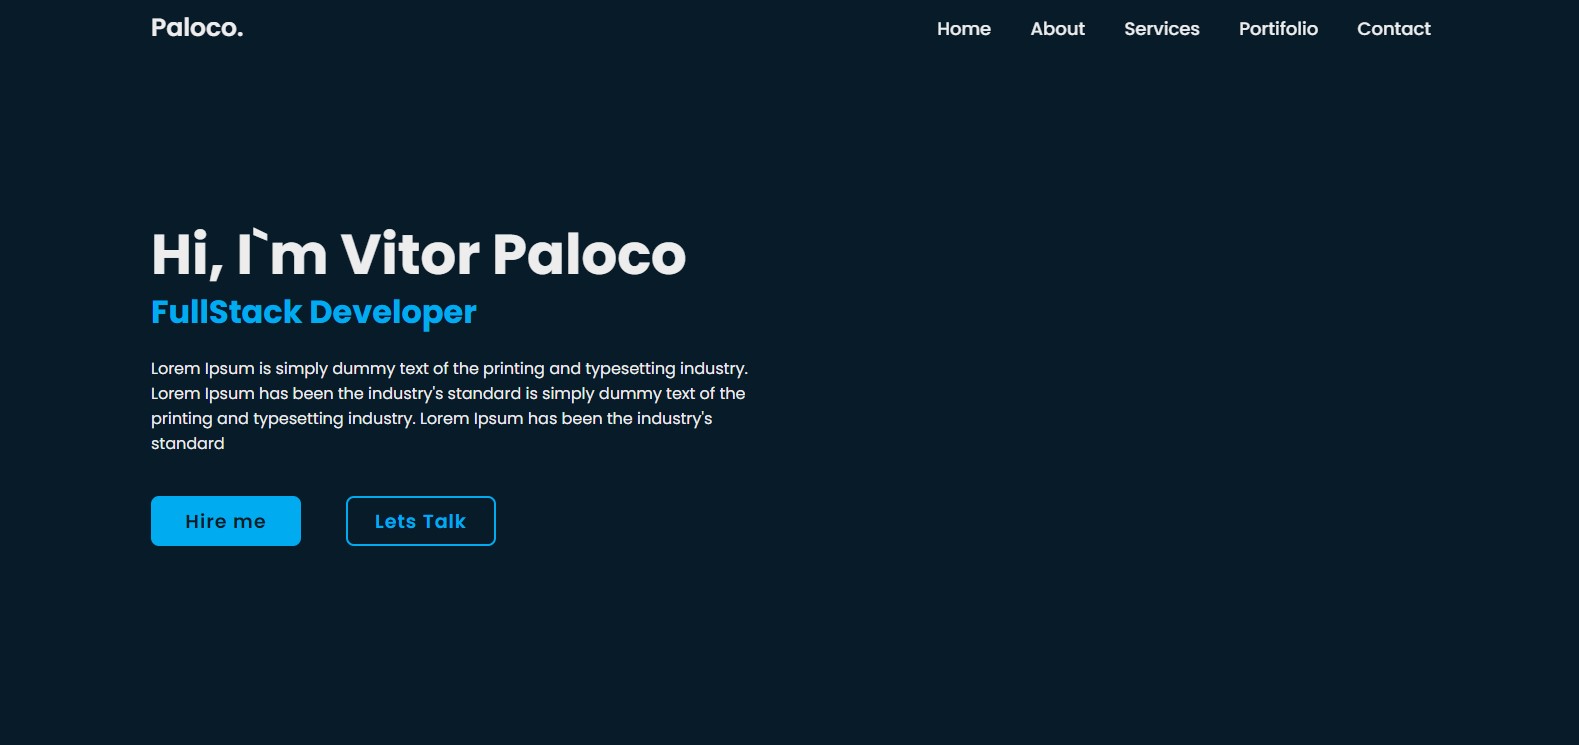 Paloco.
Home About Services Portifolio Contact
Hi, I`m Vitor Paloco
FullStack Developer
Lorem Ipsum is simply dummy text of the printing and typesetting industry.
Lorem Ipsum has been the industry's standard is simply dummy text of the
printing and typesetting industry. Lorem Ipsum has been the industry's
standard
Hire me
Lets Talk